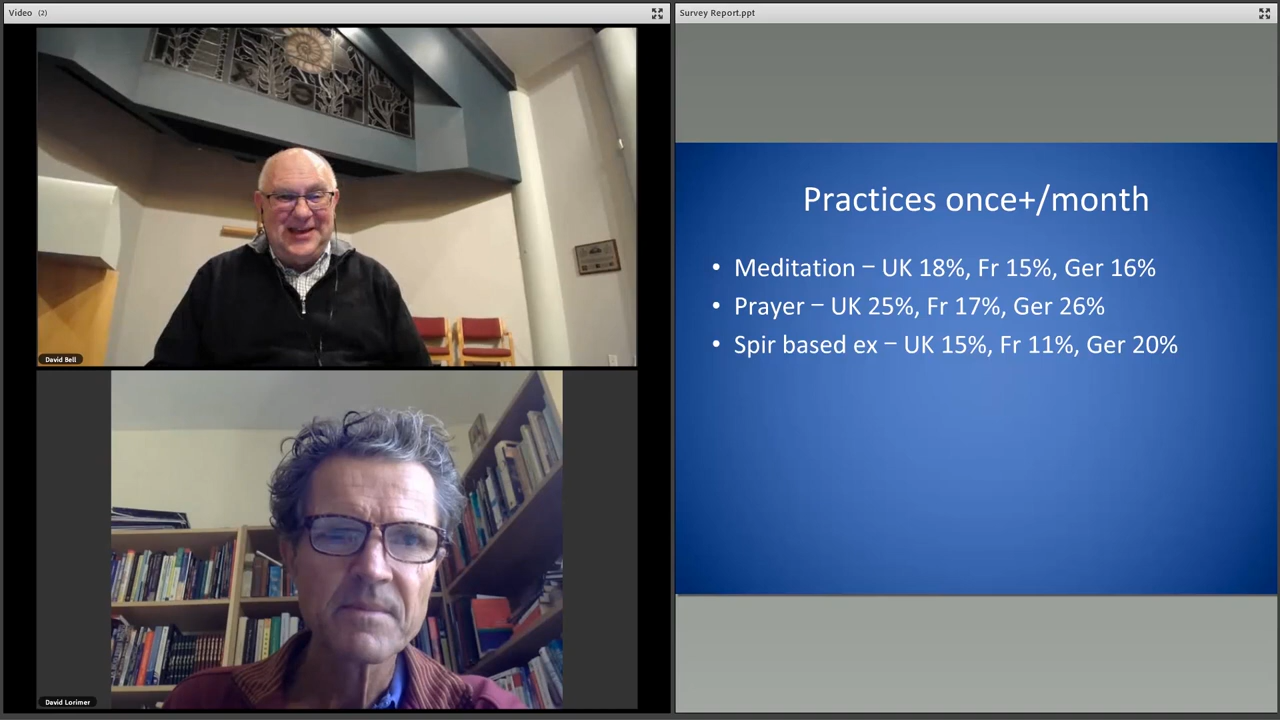 Video (2)
David Bell
David Lorimer
Survey Report.ppt
Practices once+/month
• Meditation – UK 18%, Fr 15%, Ger 16%
• Prayer – UK 25%, Fr 17%, Ger 26%
• Spir based ex – UK 15%, Fr 11%, Ger 20%